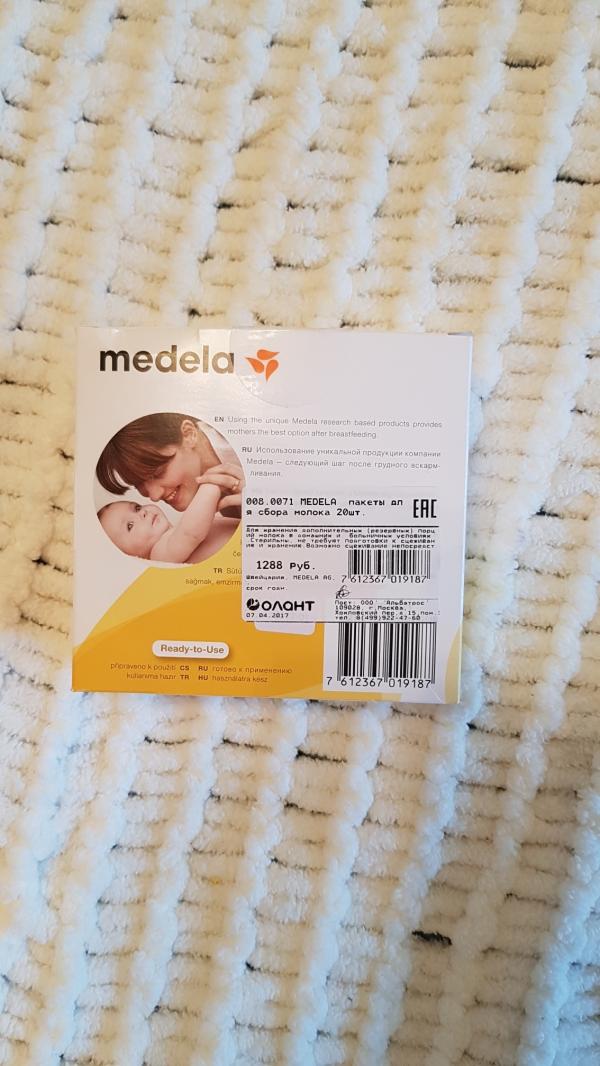 medela
EN Using the unique Medela research based products provides
mothers the best option after breastfeeding.
RU Использование уникальной продукции компании
Medela — следующий шаг после грудного вскарм-
ливания.
008.0071 MEDELA пакеты дл
я сбора молока 20шт.
EAC
Для хранения дополнительных (резервных) порц
ий молока в домашних и больничных условиях
.Стерильны, не требует подготовки к сцеживан
ию и хранению.Возможно сцеживание непосредст
1288 Руб.
Швейцария. MEDELA AG.
7 612367 019187
срок годн.
ОЛАНТ
07.04.2017
Пост: ООО "Альбатрос"
109028, г.Москва,
Хохловский пер.д.15,пом.
тел. 8(499)922-47-60
TR Sütü
sağmak, emzirm
Ready-to-Use
připraveno k použití CS RU готово к применению
kullanıma hazır TR HU használatra kész
7 612367 019187